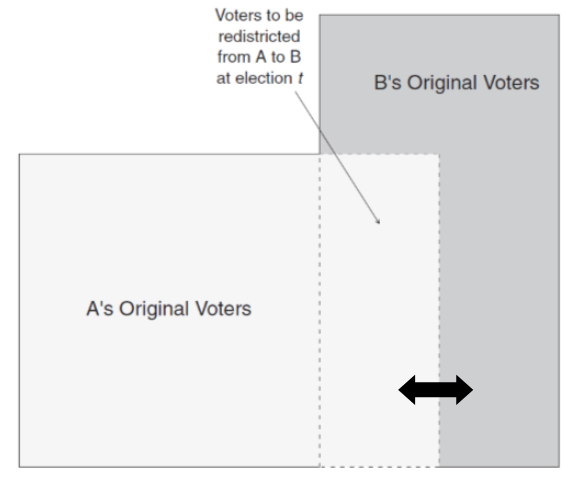 Voters to be
redistricted
from A to B
at election t
B's Original Voters
A's Original Voters